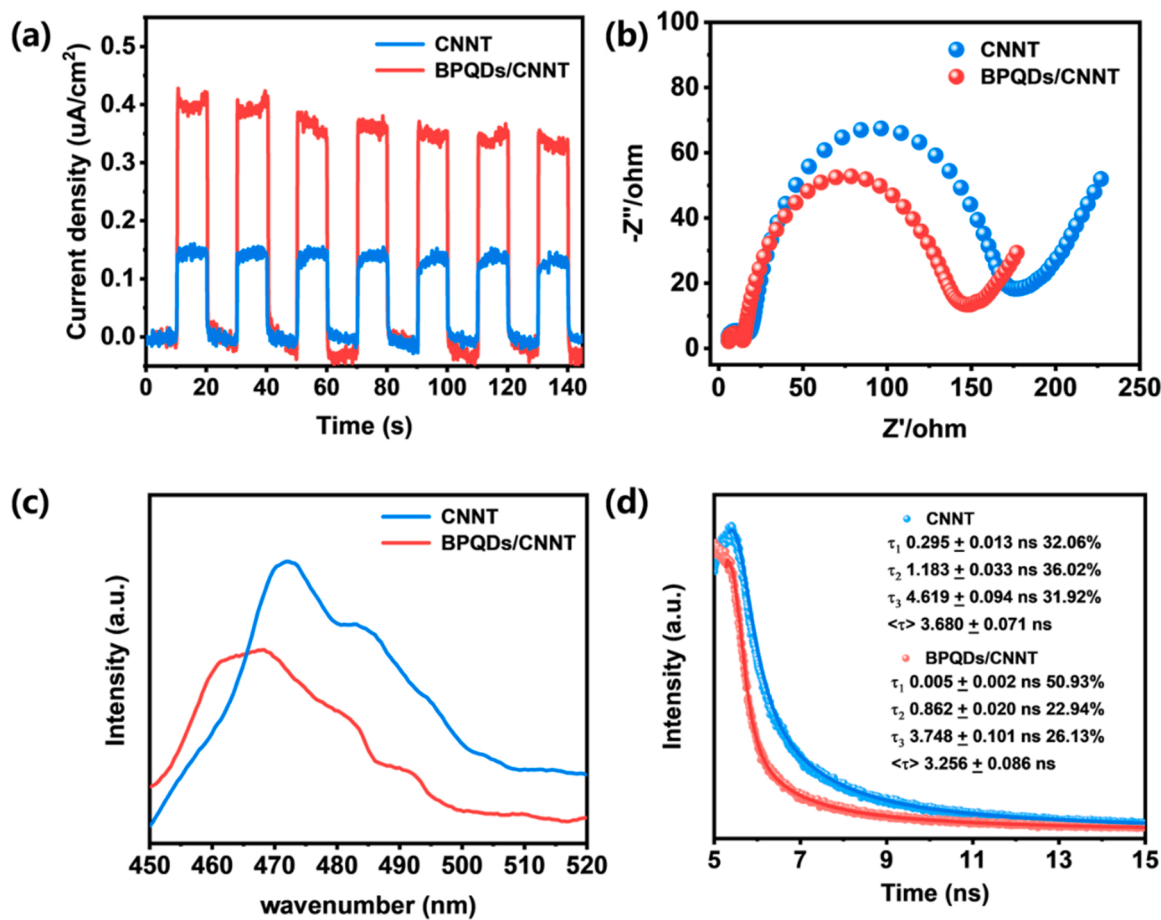 (a)
CNNT
BPQDs/CNNT
Current density (uA/cm²)
0.5
0.4
0.3
0.2
0.1
0.0
0 20 40 60 80 100 120 140
Time (s)
(b)
CNNT
BPQDs/CNNT
-Z''/ohm
100
80
60
40
20
0
0 50 100 150 200 250
Z'/ohm
(c)
CNNT
BPQDs/CNNT
Intensity (a.u.)
450 460 470 480 490 500 510 520
wavenumber (nm)
(d)
CNNT
τ₁ 0.295 ± 0.013 ns 32.06%
τ₂ 1.183 ± 0.033 ns 36.02%
τ₃ 4.619 ± 0.094 ns 31.92%
<τ> 3.680 ± 0.071 ns
BPQDs/CNNT
τ₁ 0.005 ± 0.002 ns 50.93%
τ₂ 0.862 ± 0.020 ns 22.94%
τ₃ 3.748 ± 0.101 ns 26.13%
<τ> 3.256 ± 0.086 ns
Intensity (a.u.)
5 7 9 11 13 15
Time (ns)